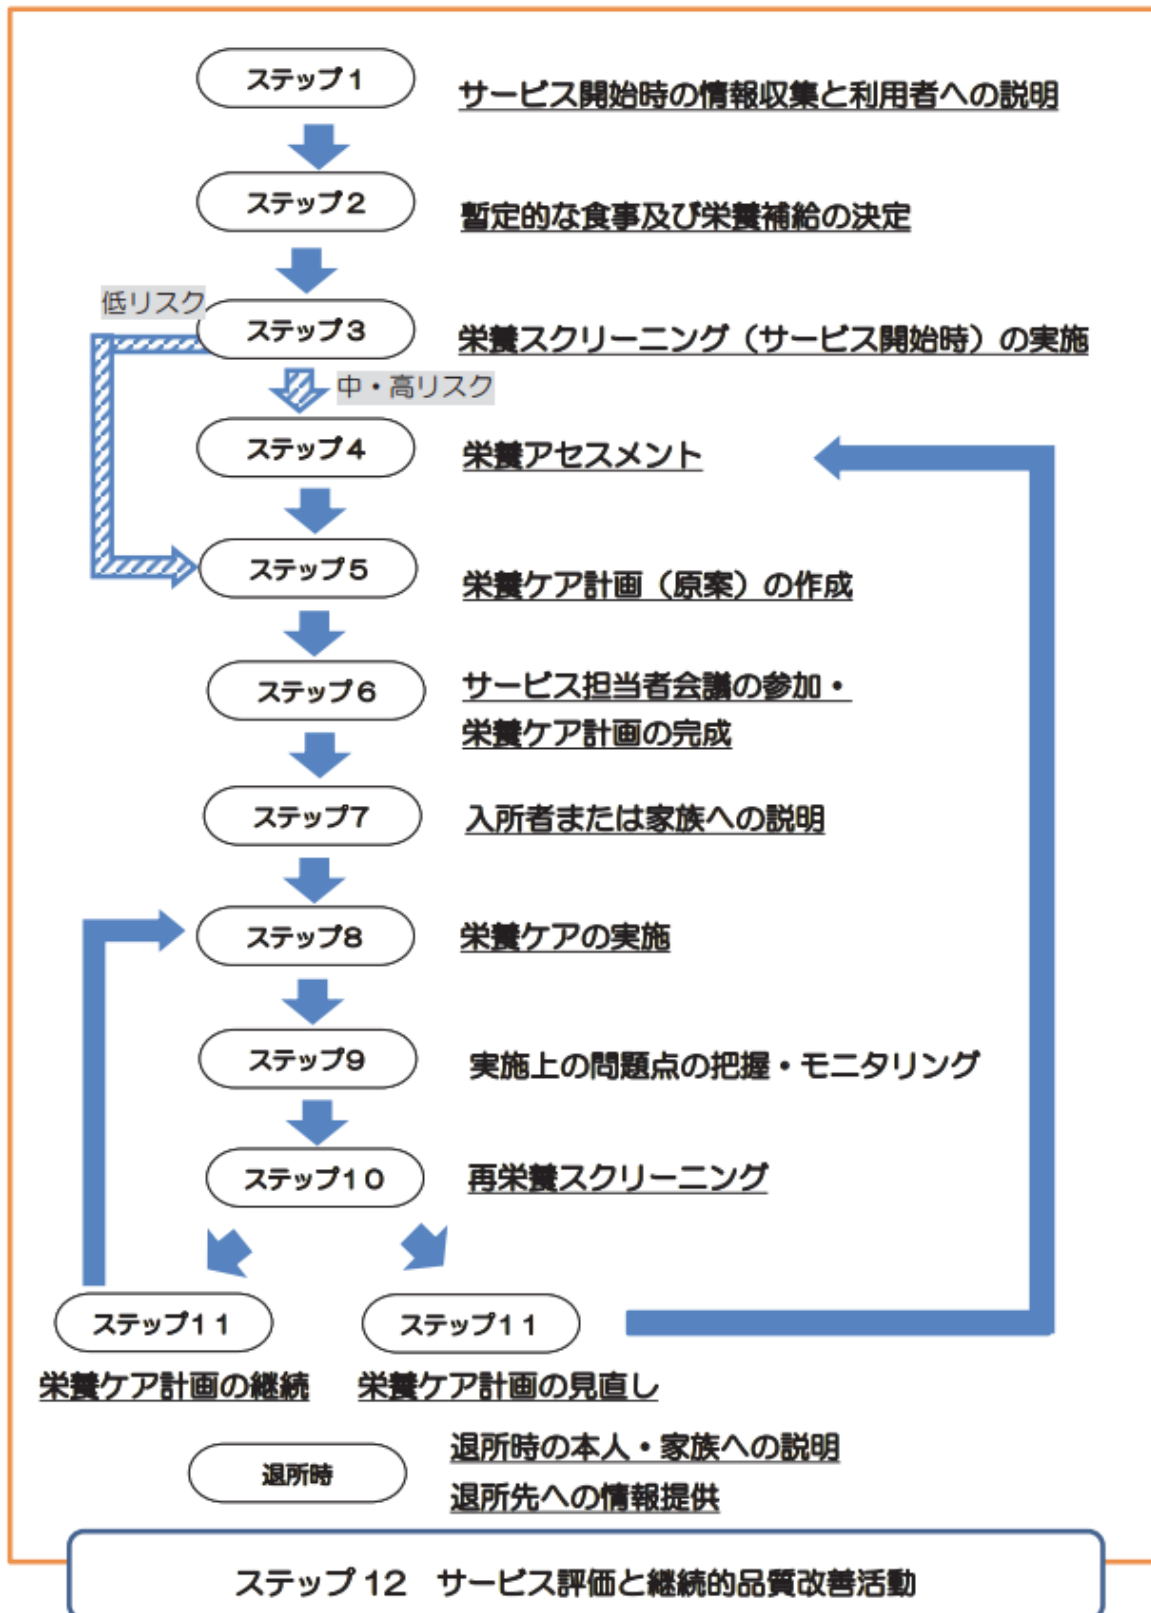 ステップ１
サービス開始時の情報収集と利用者への説明
ステップ２
暫定的な食事及び栄養補給の決定
低リスク
ステップ３
栄養スクリーニング（サービス開始時）の実施
中・高リスク
ステップ４
栄養アセスメント
ステップ５
栄養ケア計画（原案）の作成
ステップ６
サービス担当者会議の参加・
栄養ケア計画の完成
ステップ7
入所者または家族への説明
ステップ8
栄養ケアの実施
ステップ９
実施上の問題点の把握・モニタリング
ステップ１０
再栄養スクリーニング
ステップ１１
ステップ１１
栄養ケア計画の継続
栄養ケア計画の見直し
退所時
退所時の本人・家族への説明
退所先への情報提供
ステップ 12　サービス評価と継続的品質改善活動